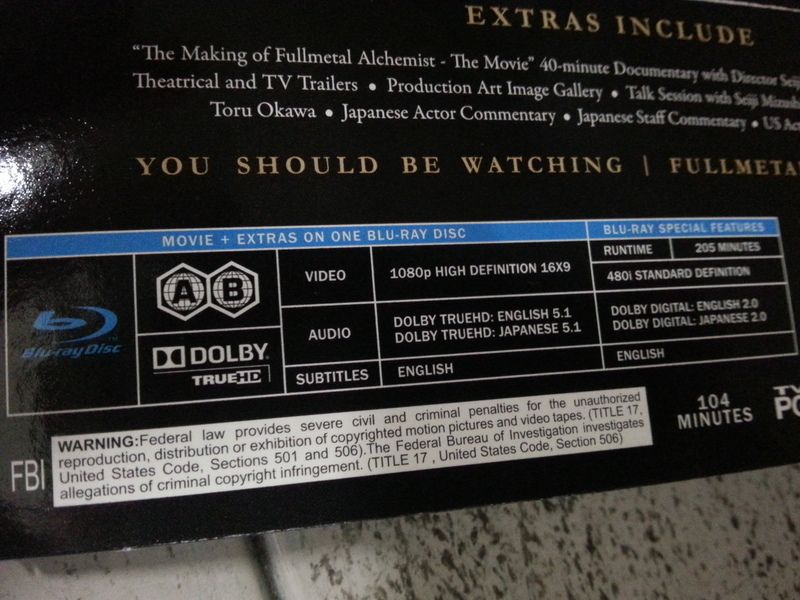 EXTRAS INCLUDE
“The Making of Fullmetal Alchemist - The Movie” 40-minute Documentary with Director Seiji
Theatrical and TV Trailers • Production Art Image Gallery • Talk Session with Seiji
Toru Okawa • Japanese Actor Commentary • Japanese Staff Commentary • US
YOU SHOULD BE WATCHING | FULLMETA
MOVIE + EXTRAS ON ONE BLU-RAY DISC
BLU-RAY SPECIAL FEATURES
Blu-ray Disc
A B
DOLBY
TRUEHD
VIDEO
1080p HIGH DEFINITION 16X9
RUNTIME
205 MINUTES
480i STANDARD DEFINITION
AUDIO
DOLBY TRUEHD: ENGLISH 5.1
DOLBY TRUEHD: JAPANESE 5.1
DOLBY DIGITAL: ENGLISH 2.0
DOLBY DIGITAL: JAPANESE 2.0
SUBTITLES
ENGLISH
ENGLISH
FBI
WARNING:Federal law provides severe civil and criminal penalties for the unauthorized
reproduction, distribution or exhibition of copyrighted motion pictures and video tapes. (TITLE 17,
United States Code, Sections 501 and 506).The Federal Bureau of Investigation investigates
allegations of criminal copyright infringement. (TITLE 17 , United States Code, Section 506)
104
MINUTES
TV
PG